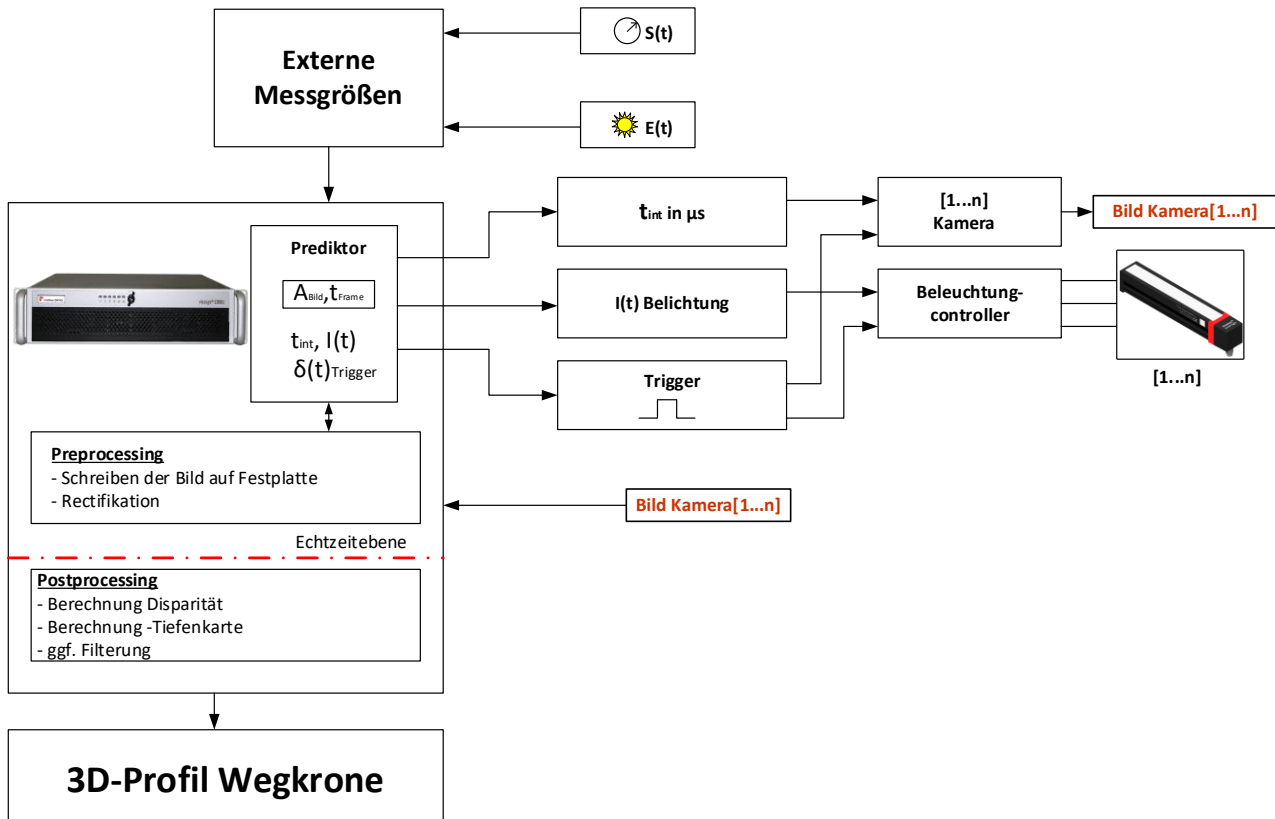 Externe
Messgrößen
S(t)
E(t)
Prediktor
ABild,tFrame
tint, I(t)
δ(t)Trigger
tint in µs
I(t) Belichtung
Trigger
[1...n]
Kamera
Bild Kamera[1...n]
Beleuchtung-
controller
[1...n]
Preprocessing
- Schreiben der Bild auf Festplatte
- Rectifikation
Bild Kamera[1...n]
Echtzeitebene
Postprocessing
- Berechnung Disparität
- Berechnung -Tiefenkarte
- ggf. Filterung
3D-Profil Wegkrone